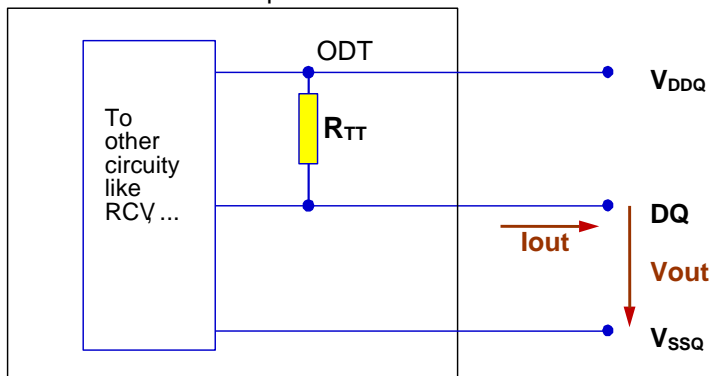 ODT
VDDQ
RTT
To
other
circuity
like
RCV, ...
DQ
Iout
Vout
VSSQ